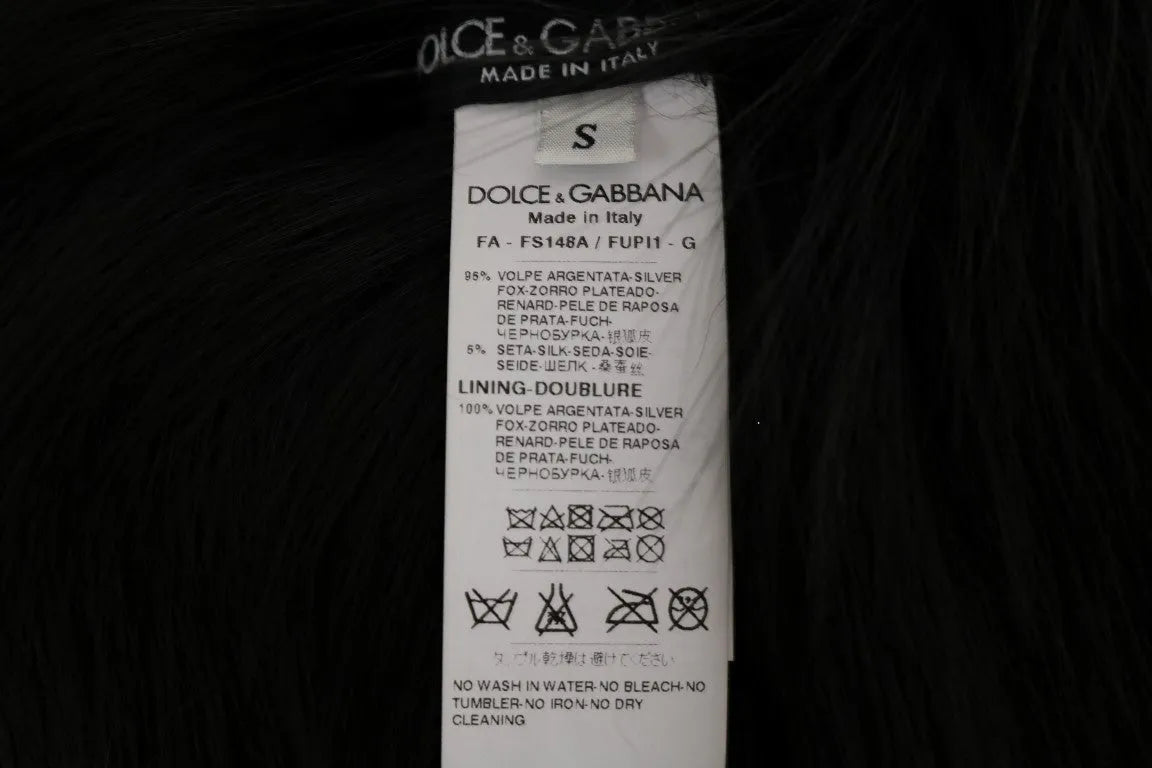 OLCE & GABB
MADE IN ITALY
S
DOLCE & GABBANA
Made in Italy
FA - FS148A / FUPI1 - G
95% VOLPE ARGENTATA-SILVER
FOX-ZORRO PLATEADO-
RENARD-PELE DE RAPOSA
DE PRATA-FUCH-
ЧЕРНОБУРКА-银狐皮
5% SETA-SILK-SEDA-SOIE-
SEIDE-ШЕЛК -桑蚕丝
LINING-DOUBLURE
100% VOLPE ARGENTATA-SILVER
FOX-ZORRO PLATEADO-
RENARD-PELE DE RAPOSA
DE PRATA-FUCH-
ЧЕРНОБУРКА-银狐皮
タンブル乾燥は避けてください
NO WASH IN WATER-NO BLEACH-NO
TUMBLER-NO IRON-NO DRY
CLEANING